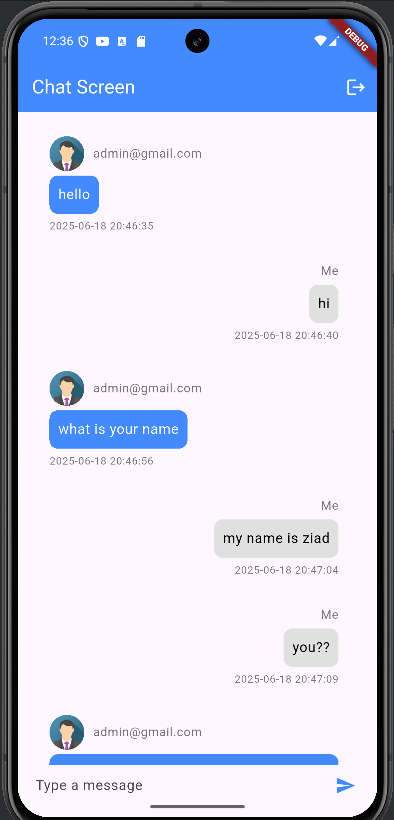 12:36
DEBUG
Chat Screen
admin@gmail.com
hello
2025-06-18 20:46:35
Me
hi
2025-06-18 20:46:40
admin@gmail.com
what is your name
2025-06-18 20:46:56
Me
my name is ziad
2025-06-18 20:47:04
Me
you??
2025-06-18 20:47:09
admin@gmail.com
Type a message